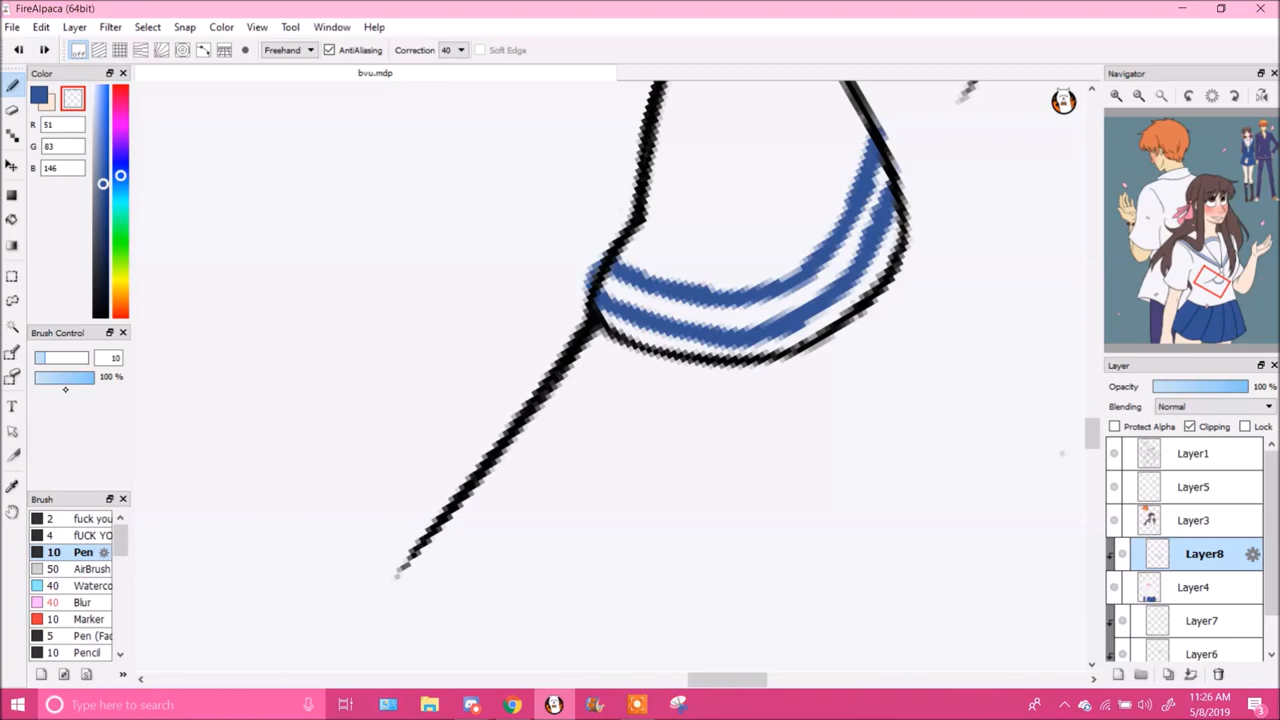 FireAlpaca (64bit)
File Edit Layer Filter Select Snap Color View Tool Window Help
off Freehand AntiAliasing Correction 40 Soft Edge
Color bvu.mdp Navigator
R 51
G 83
B 146
Brush Control
10
100 %
Layer
Opacity 100 %
Blending Normal
Protect Alpha Clipping Lock
Layer1
Layer5
Layer3
Layer8
Layer4
Layer7
Layer6
Brush
2 fuck you
4 fUCK YO
10 Pen
50 AirBrush
40 Waterco
40 Blur
10 Marker
5 Pen (Fad
10 Pencil
Type here to search
11:26 AM
5/8/2019
3